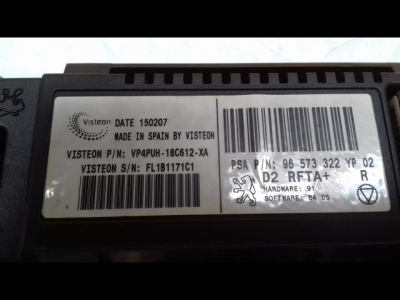 Visteon
DATE 150207
MADE IN SPAIN BY VISTEON
VISTEON P/N: VP4PUH-18C612-XA
VISTEON S/N: FL1B1171C1
PSA P/N: 96 573 322 YP 02
D2 RFTA+ R
HARDWARE: 91
SOFTWARE: 84 05